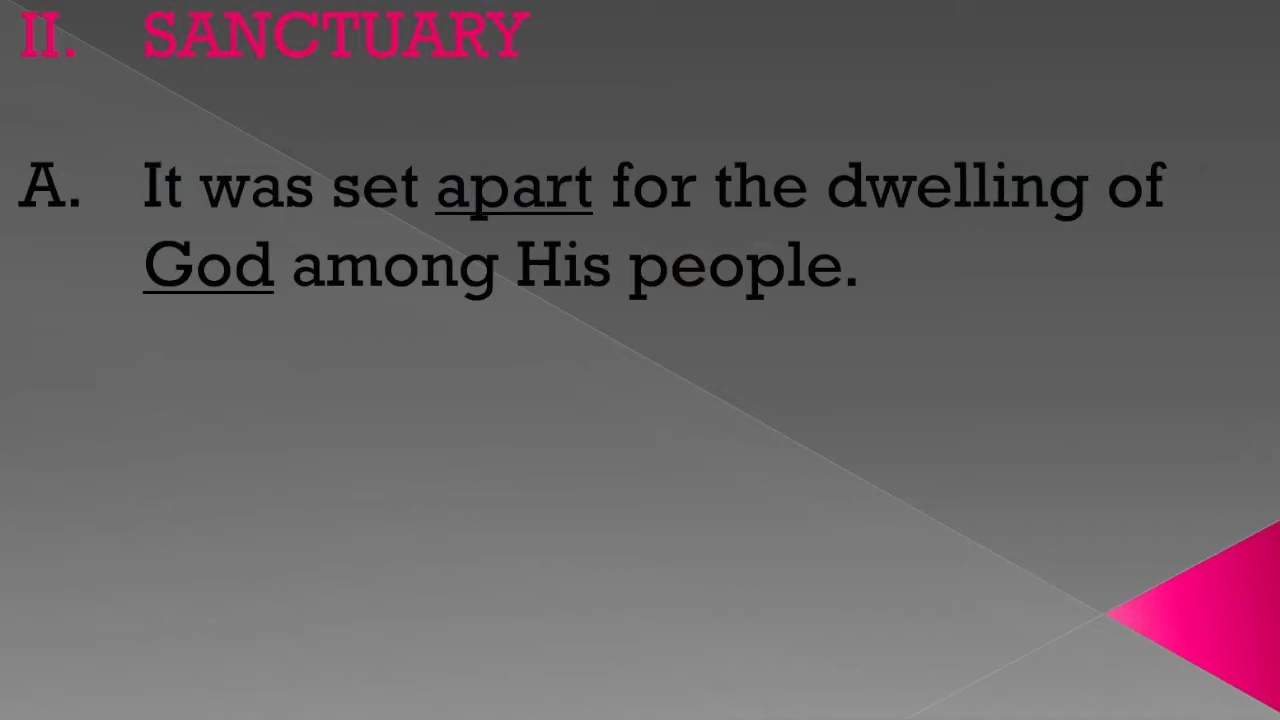 II. SANCTUARY
A. It was set apart for the dwelling of
God among His people.